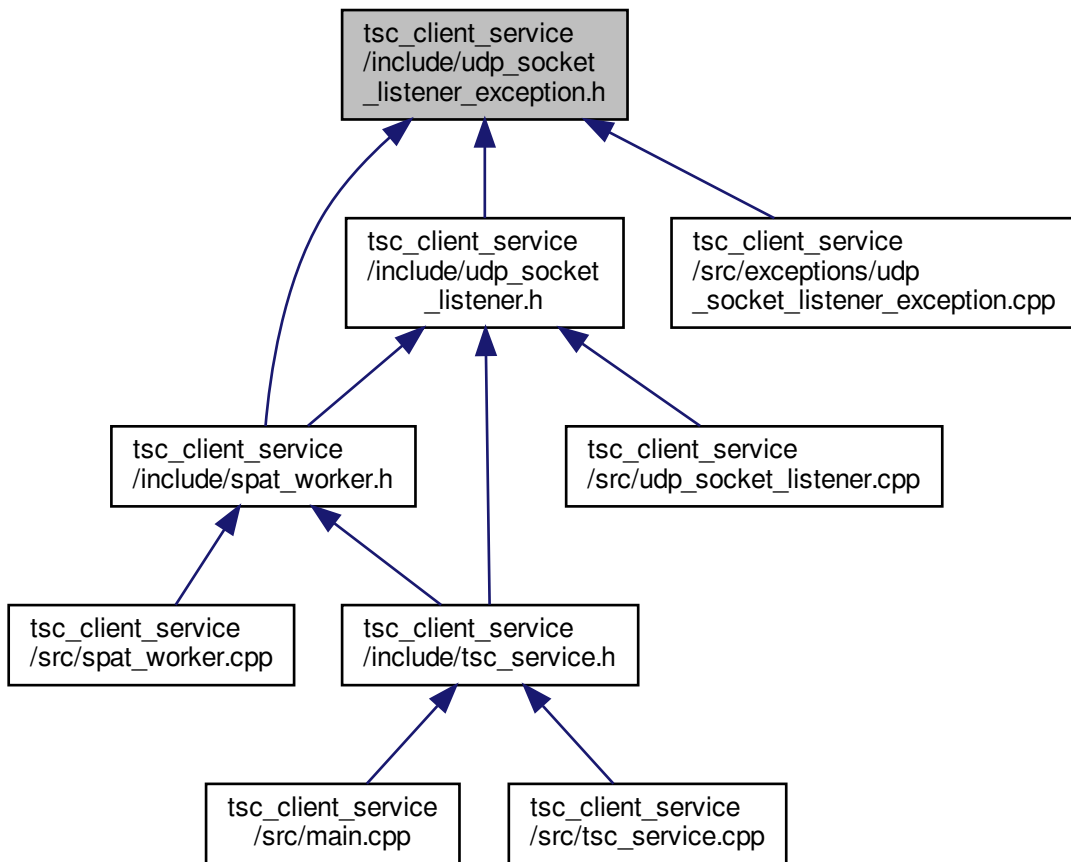 tsc_client_service
/include/udp_socket
_listener_exception.h
tsc_client_service
/include/udp_socket
_listener.h
tsc_client_service
/src/exceptions/udp
_socket_listener_exception.cpp
tsc_client_service
/include/spat_worker.h
tsc_client_service
/src/udp_socket_listener.cpp
tsc_client_service
/src/spat_worker.cpp
tsc_client_service
/include/tsc_service.h
tsc_client_service
/src/main.cpp
tsc_client_service
/src/tsc_service.cpp